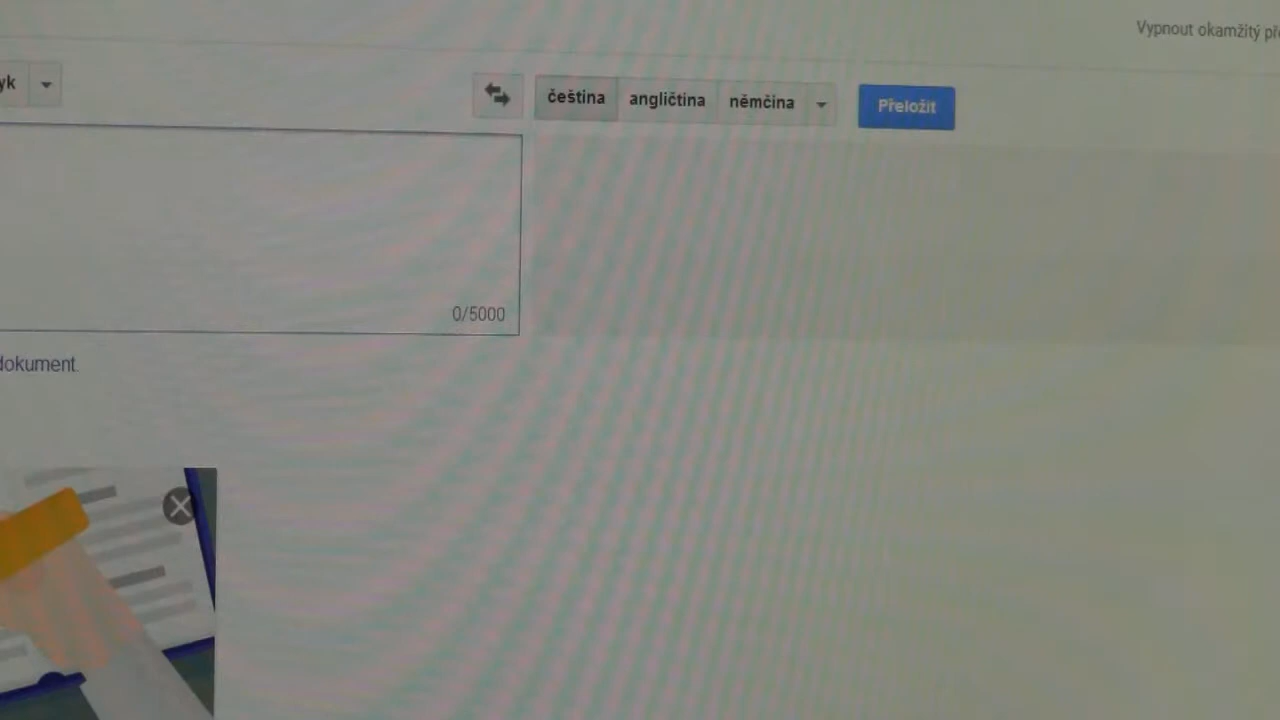 Vypnout okamžitý př
yk
čeština angličtina němčina Přeložit
0/5000
dokument.